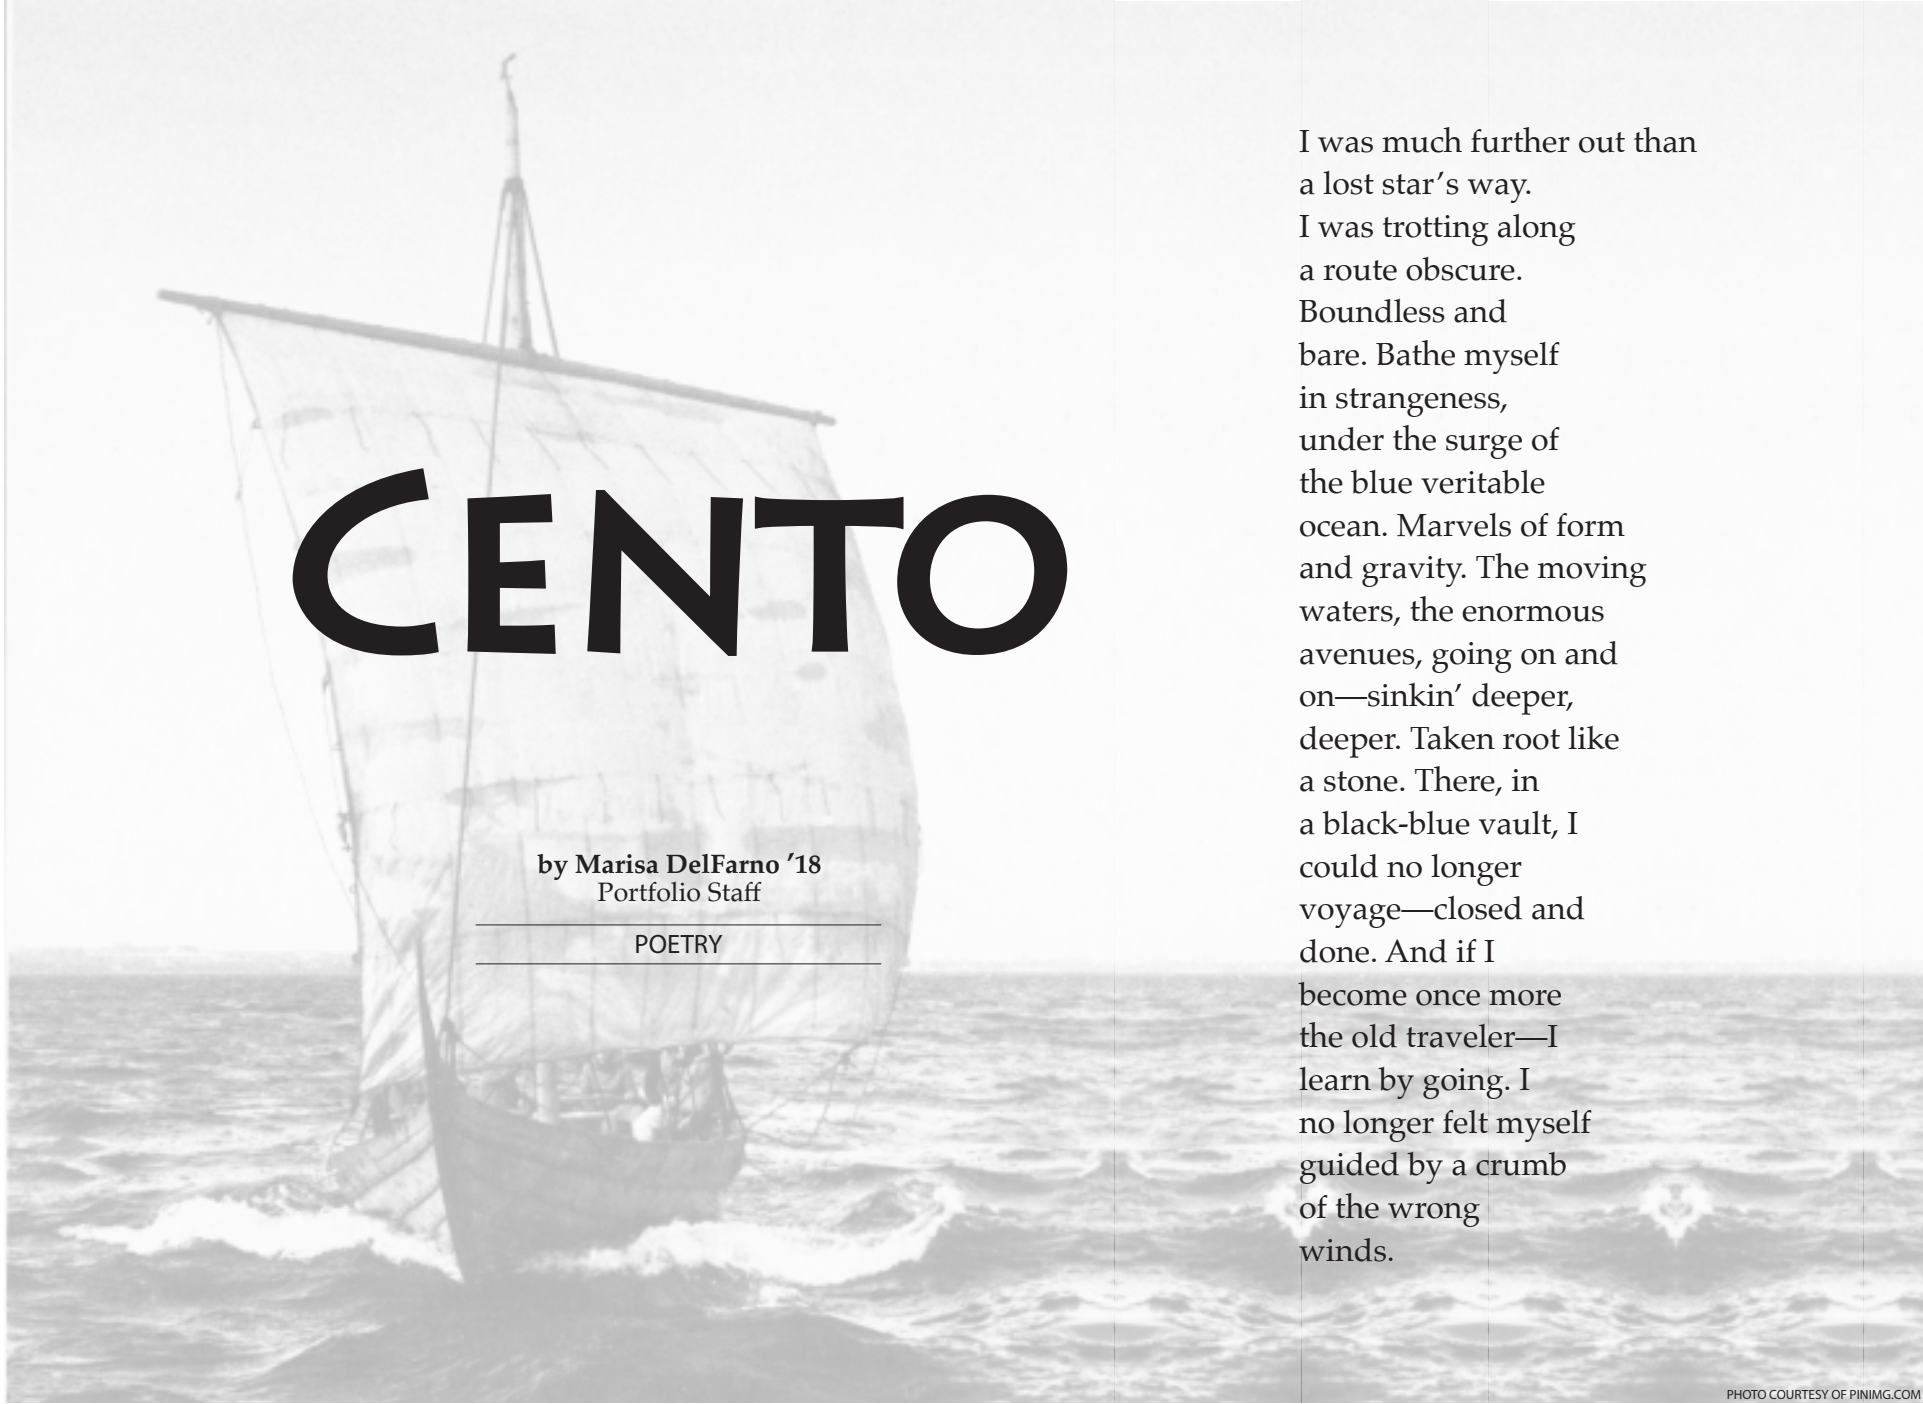 CENTO
by Marisa DelFarno ’18
Portfolio Staff
POETRY
I was much further out than
a lost star’s way.
I was trotting along
a route obscure.
Boundless and
bare. Bathe myself
in strangeness,
under the surge of
the blue veritable
ocean. Marvels of form
and gravity. The moving
waters, the enormous
avenues, going on and
on—sinkin’ deeper,
deeper. Taken root like
a stone. There, in
a black-blue vault, I
could no longer
voyage—closed and
done. And if I
become once more
the old traveler—I
learn by going. I
no longer felt myself
guided by a crumb
of the wrong
winds.
PHOTO COURTESY OF PINIMG.COM